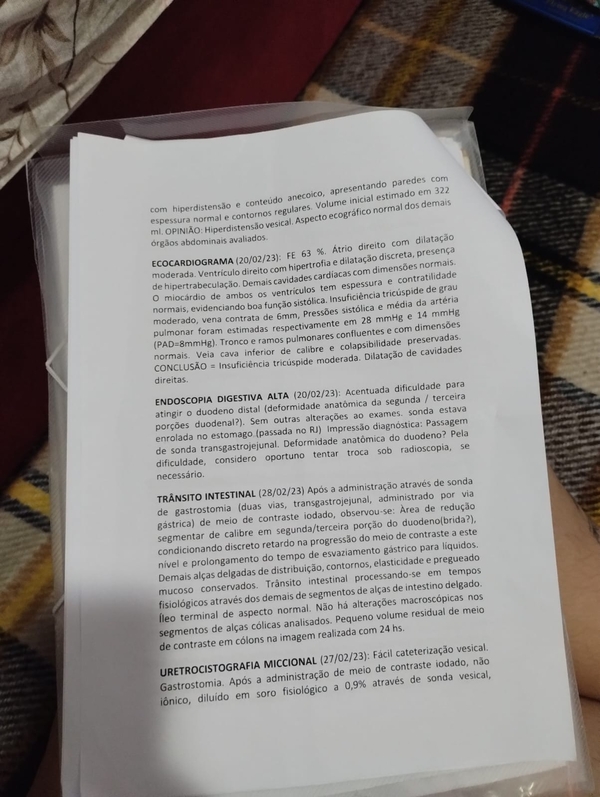 com hiperdistensão e conteúdo anecoico, apresentando paredes com
espessura normal e contornos regulares. Volume inicial estimado em 322
ml. OPINIÃO: Hiperdistensão vesical. Aspecto ecográfico normal dos demais
órgãos abdominais avaliados.
ECOCARDIOGRAMA (20/02/23): FE 63 %. Átrio direito com dilatação
moderada. Ventrículo direito com hipertrofia e dilatação discreta, presença
de hipertrabeculação. Demais cavidades cardíacas com dimensões normais.
O miocárdio de ambos os ventrículos tem espessura e contratilidade
normais, evidenciando boa função sistólica. Insuficiência tricúspide de grau
moderado, vena contrata de 6mm, Pressões sistólica e média da artéria
pulmonar foram estimadas respectivamente em 28 mmHg e 14 mmHg
(PAD=8mmHg). Tronco e ramos pulmonares confluentes e com dimensões
normais. Veia cava inferior de calibre e colapsibilidade preservadas.
CONCLUSÃO = Insuficiência tricúspide moderada. Dilatação de cavidades
direitas.
ENDOSCOPIA DIGESTIVA ALTA (20/02/23): Acentuada dificuldade para
atingir o duodeno distal (deformidade anatômica da segunda / terceira
porções duodenal?). Sem outras alterações ao exames. sonda estava
enrolada no estomago (passada no RJ) Impressão diagnóstica: Passagem
de sonda transgastrojejunal. Deformidade anatômica do duodeno? Pela
dificuldade, considero oportuno tentar troca sob radioscopia, se
necessário.
TRÂNSITO INTESTINAL (28/02/23) Após a administração através de sonda
de gastrostomia (duas vias, transgastrojejunal, administrado por via
gástrica) de meio de contraste iodado, observou-se: Àrea de redução
segmentar de calibre em segunda/terceira porção do duodeno(brida?),
condicionando discreto retardo na progressão do meio de contraste a este
nível e prolongamento do tempo de esvaziamento gástrico para líquidos.
Demais alças delgadas de distribuição, contornos, elasticidade e pregueado
mucoso conservados. Trânsito intestinal processando-se em tempos
fisiológicos através dos demais de segmentos de alças de intestino delgado.
Íleo terminal de aspecto normal. Não há alterações macroscópicas nos
segmentos de alças cólicas analisados. Pequeno volume residual de meio
de contraste em cólons na imagem realizada com 24 hs.
URETROCISTOGRAFIA MICCIONAL (27/02/23): Fácil cateterização vesical.
Gastrostomia. Após a administração de meio de contraste iodado, não
iônico, diluído em soro fisiológico a 0,9% através de sonda vesical,